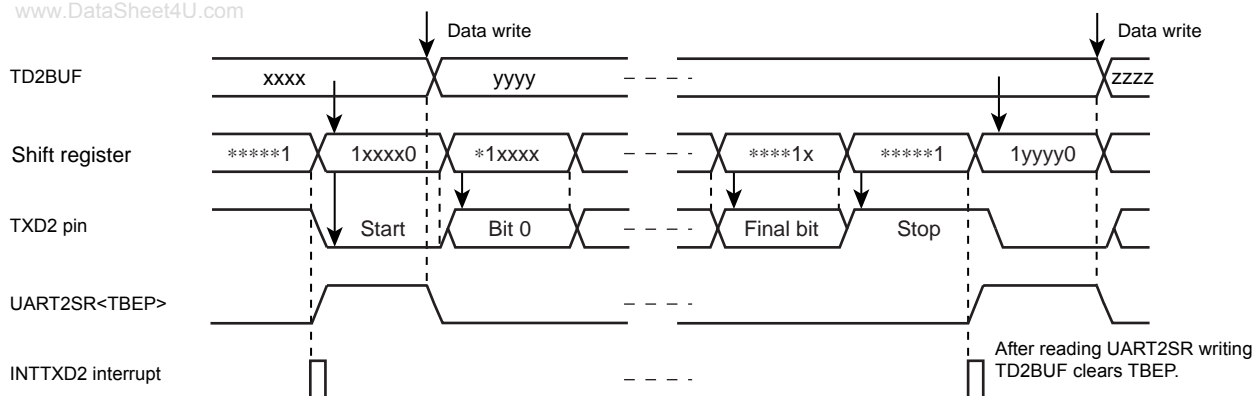 www.DataSheet4U.com
Data write
Data write
TD2BUF
xxxx
yyyy
zzzz
Shift register
*****1
1xxxx0
*1xxxx
****1x
*****1
1yyyy0
TXD2 pin
Start
Bit 0
Final bit
Stop
UART2SR<TBEP>
INTTXD2 interrupt
After reading UART2SR writing
TD2BUF clears TBEP.